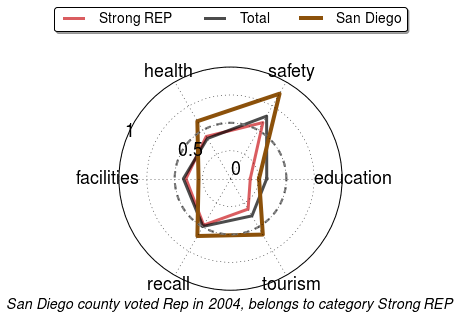 Strong REP Total San Diego
health safety
1
0.5
0
facilities education
recall tourism
San Diego county voted Rep in 2004, belongs to category Strong REP